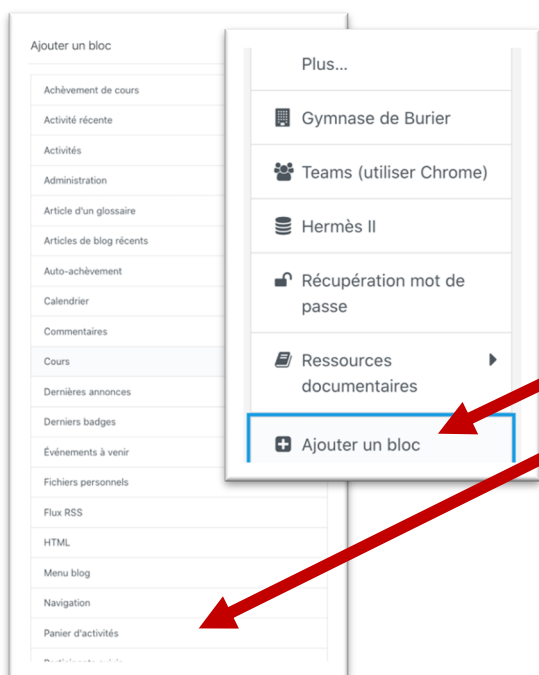 Ajouter un bloc
Achèvement de cours
Activité récente
Activités
Administration
Article d'un glossaire
Articles de blog récents
Auto-achèvement
Calendrier
Commentaires
Cours
Dernières annonces
Derniers badges
Événements à venir
Fichiers personnels
Flux RSS
HTML
Menu blog
Navigation
Panier d'activités
Plus...
Gymnase de Burier
Teams (utiliser Chrome)
Hermès II
Récupération mot de
passe
Ressources
documentaires
Ajouter un bloc